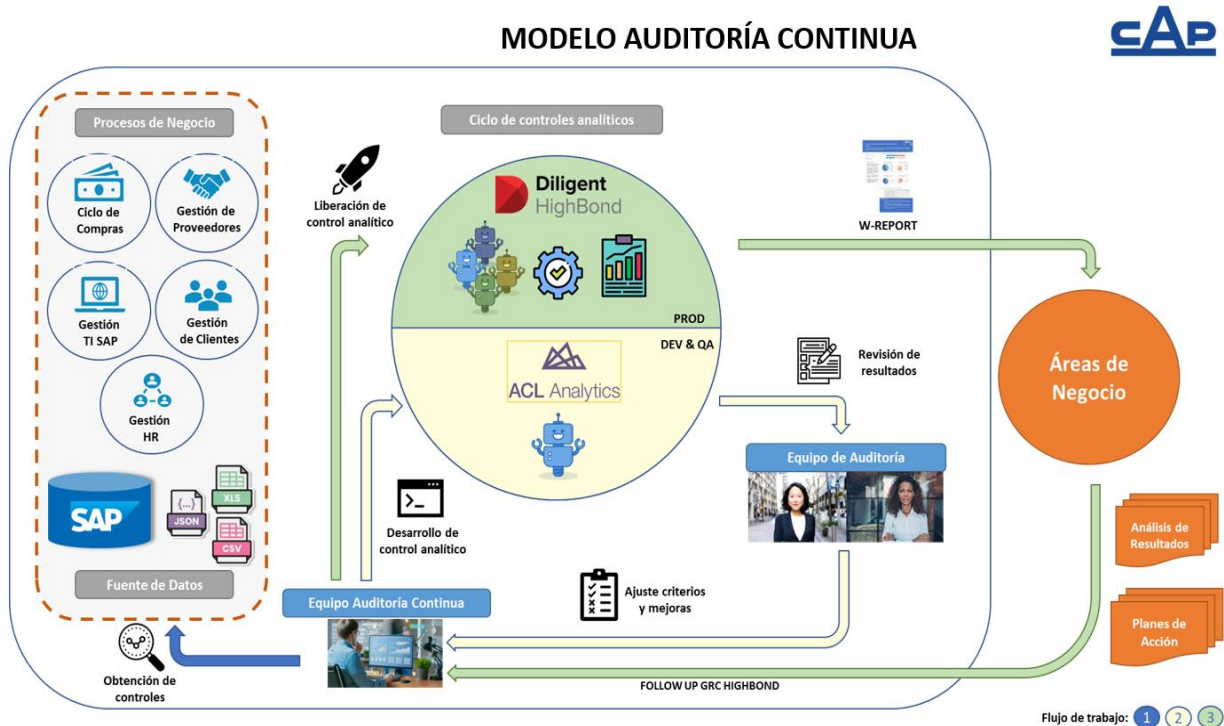 MODELO AUDITORÍA CONTINUA
CAP
Procesos de Negocio
Ciclo de
Compras
Gestión de
Proveedores
Gestión
TI SAP
Gestión
de Clientes
Gestión
HR
SAP
{...}
JSON
XLS
CSV
Fuente de Datos
Obtención de
controles
Ciclo de controles analíticos
Liberación de
control analítico
Diligent
HighBond
PROD
DEV & QA
ACL Analytics
Desarrollo de
control analítico
Equipo Auditoría Continua
W-REPORT
Revisión de
resultados
Equipo de Auditoría
Ajuste criterios
y mejoras
Áreas de
Negocio
Análisis de
Resultados
Planes de
Acción
FOLLOW UP GRC HIGHBOND
Flujo de trabajo: 1 2 3